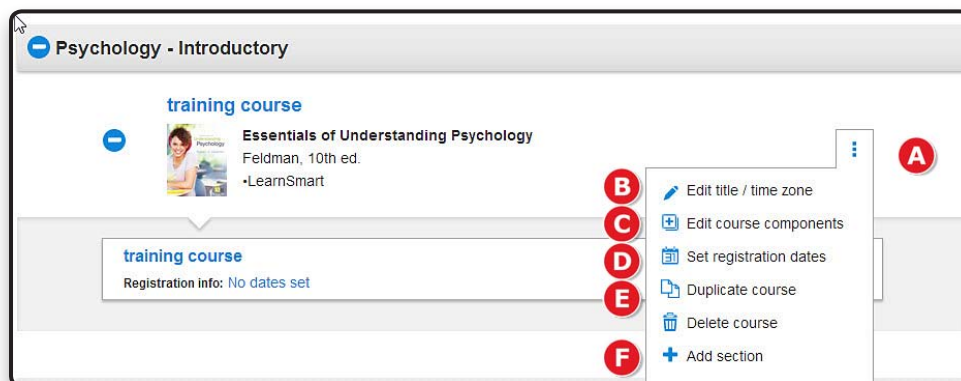 Psychology - Introductory
training course
Essentials of Understanding Psychology
Feldman, 10th ed.
•LearnSmart
A
B Edit title / time zone
C Edit course components
D Set registration dates
E Duplicate course
Delete course
F Add section
training course
Registration info: No dates set